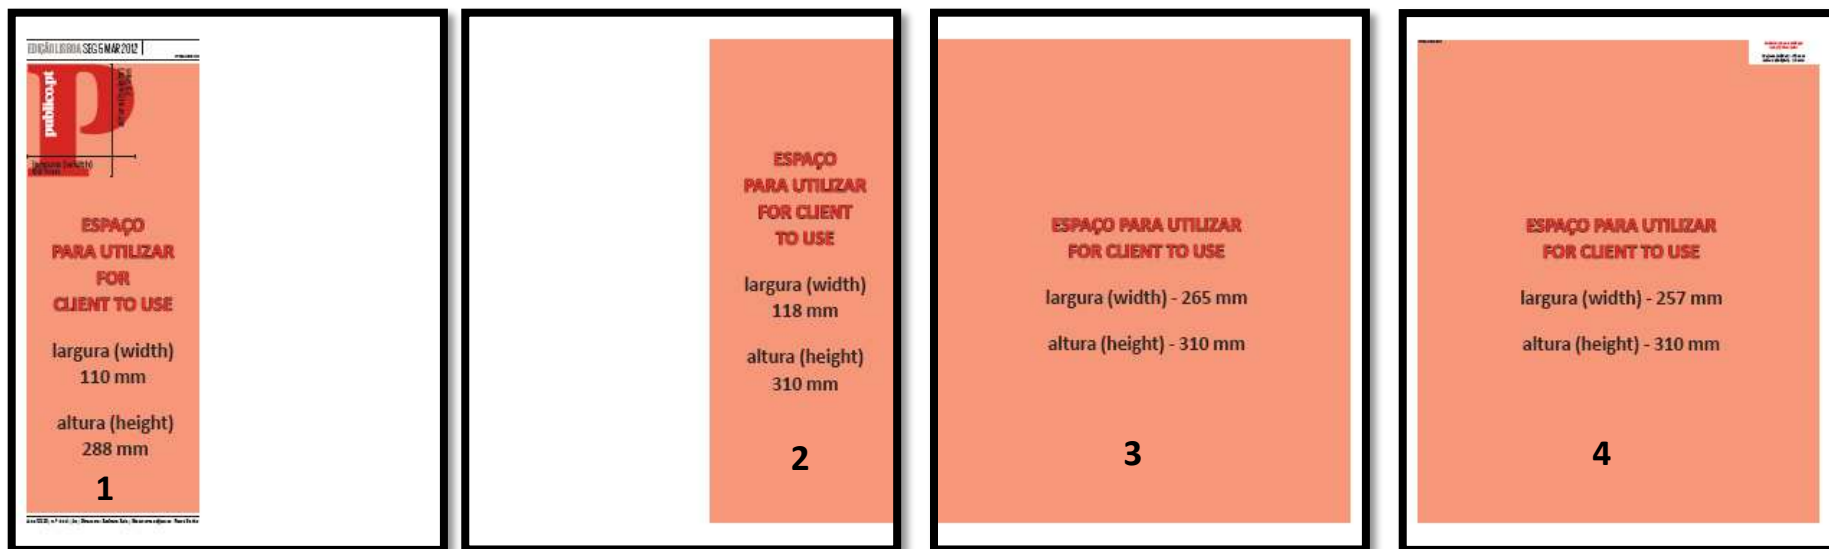 EDIÇÃO LISBOA SEG 5 MAR 2012
publico.pt
largura (width)
ESPAÇO
PARA UTILIZAR
FOR
CLIENT TO USE
largura (width)
110 mm
altura (height)
288 mm
1
ESPAÇO
PARA UTILIZAR
FOR CLIENT
TO USE
largura (width)
118 mm
altura (height)
310 mm
2
ESPAÇO PARA UTILIZAR
FOR CLIENT TO USE
largura (width) - 265 mm
altura (height) - 310 mm
3
ESPAÇO PARA UTILIZAR
FOR CLIENT TO USE
largura (width) - 257 mm
altura (height) - 310 mm
4